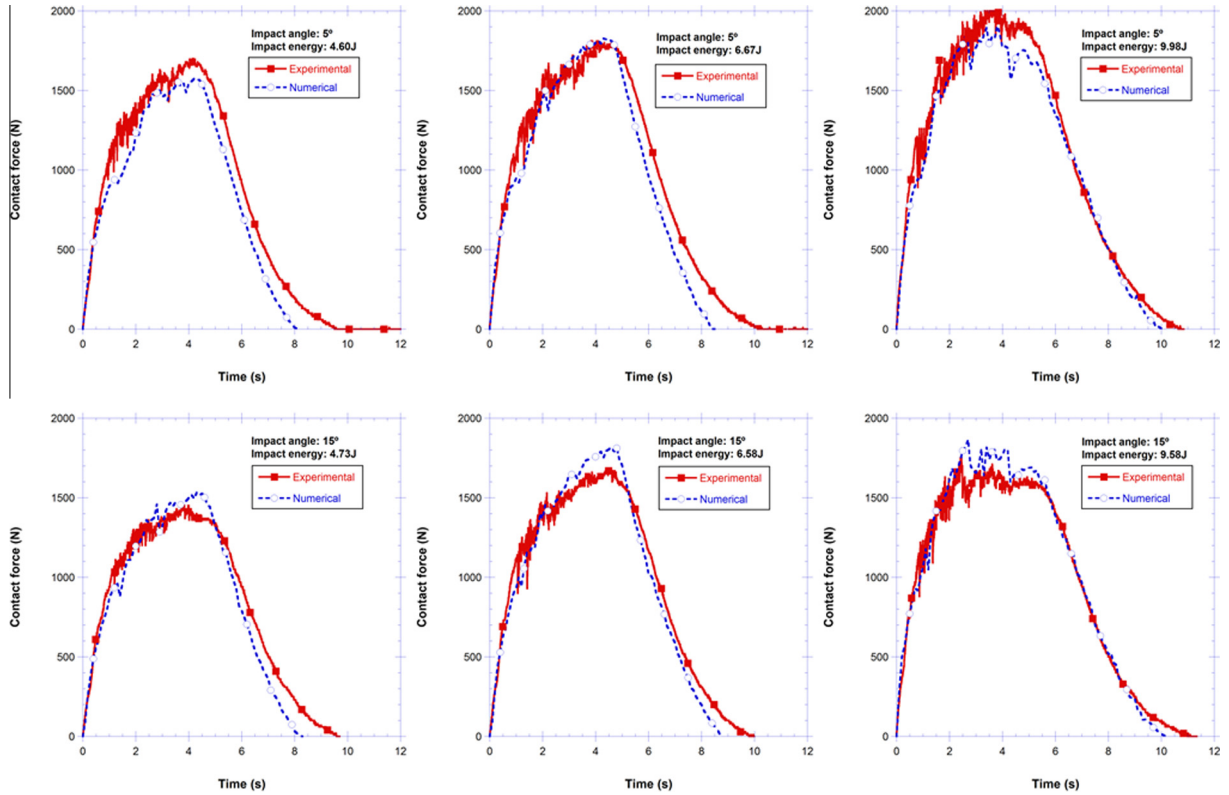 Impact angle: 5º
Impact energy: 4.60J
Experimental
Numerical
Contact force (N)
2000
1500
1000
500
0
0 2 4 6 8 10 12
Time (s)
Impact angle: 5º
Impact energy: 6.67J
Experimental
Numerical
Contact force (N)
2000
1500
1000
500
0
0 2 4 6 8 10 12
Time (s)
Impact angle: 5º
Impact energy: 9.98J
Experimental
Numerical
Contact force (N)
2000
1500
1000
500
0
0 2 4 6 8 10 12
Time (s)
Impact angle: 15º
Impact energy: 4.73J
Experimental
Numerical
Contact force (N)
2000
1500
1000
500
0
0 2 4 6 8 10 12
Time (s)
Impact angle: 15º
Impact energy: 6.58J
Experimental
Numerical
Contact force (N)
2000
1500
1000
500
0
0 2 4 6 8 10 12
Time (s)
Impact angle: 15º
Impact energy: 9.58J
Experimental
Numerical
Contact force (N)
2000
1500
1000
500
0
0 2 4 6 8 10 12
Time (s)